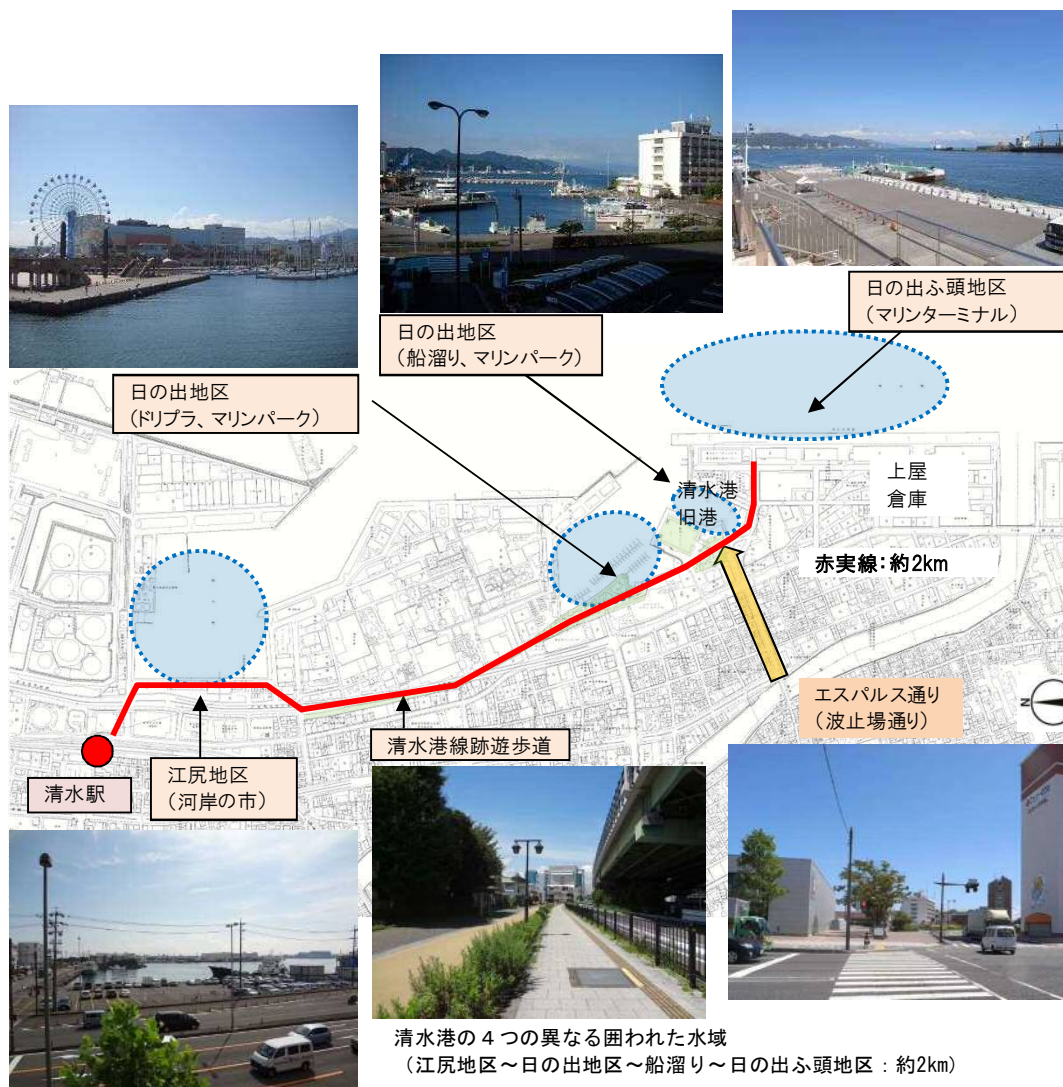 日の出ふ頭地区
（マリンターミナル）
日の出地区
（船溜り、マリンパーク）
日の出地区
（ドリプラ、マリンパーク）
清水港
旧港
上屋
倉庫
赤実線：約2km
エスパルス通り
（波止場通り）
N
清水港線跡遊歩道
江尻地区
（河岸の市）
清水駅
清水港の４つの異なる囲われた水域
（江尻地区～日の出地区～船溜り～日の出ふ頭地区：約2km）